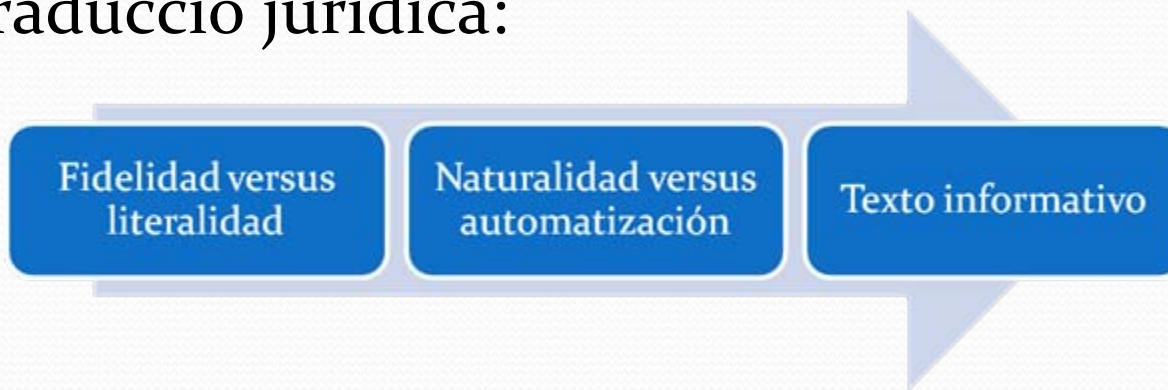 raducció jurídica:
Fidelidad versus
literalidad
Naturalidad versus
automatización
Texto informativo